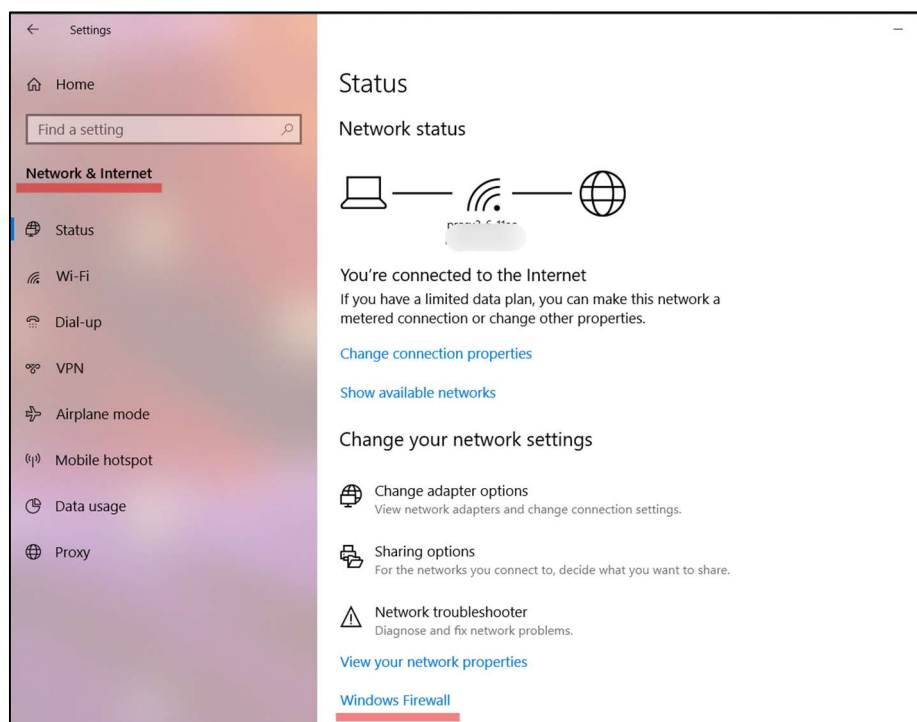 Settings
Home
Find a setting
Network & Internet
Status
Wi-Fi
Dial-up
VPN
Airplane mode
Mobile hotspot
Data usage
Proxy
Status
Network status
You're connected to the Internet
If you have a limited data plan, you can make this network a
metered connection or change other properties.
Change connection properties
Show available networks
Change your network settings
Change adapter options
View network adapters and change connection settings.
Sharing options
For the networks you connect to, decide what you want to share.
Network troubleshooter
Diagnose and fix network problems.
View your network properties
Windows Firewall